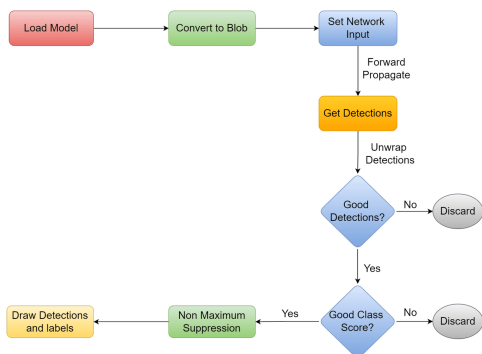 Load Model
Convert to Blob
Set Network
Input
Forward
Propagate
Get Detections
Unwrap
Detections
Good
Detections?
No
Discard
Yes
Good Class
Score?
No
Discard
Yes
Non Maximum
Suppression
Draw Detections
and labels